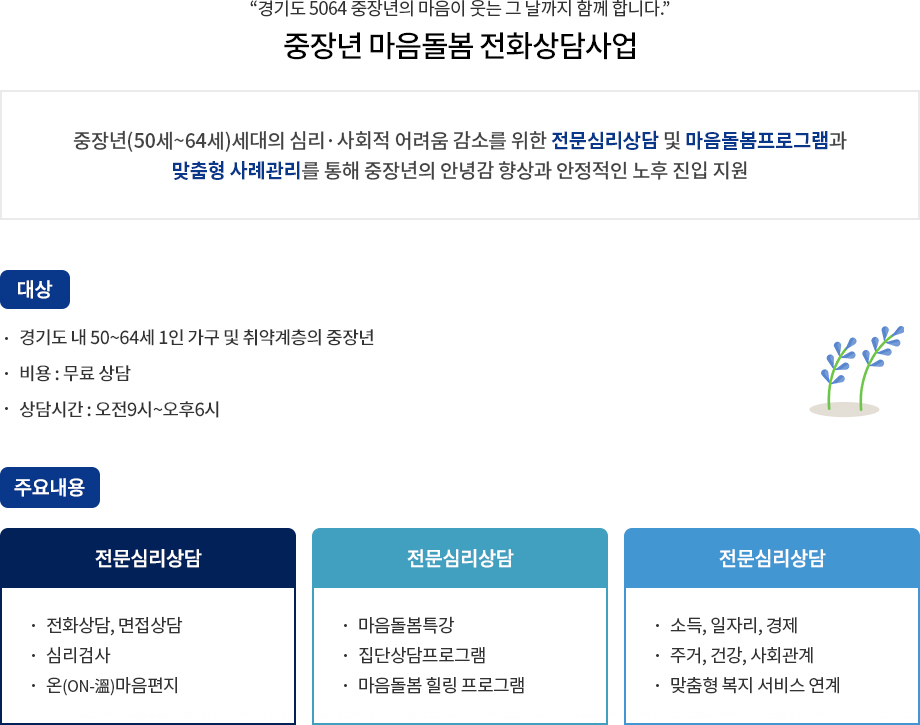 “경기도 5064 중장년의 마음이 웃는 그 날까지 함께 합니다.”
중장년 마음돌봄 전화상담사업
중장년(50세~64세)세대의 심리·사회적 어려움 감소를 위한 전문심리상담 및 마음돌봄프로그램과
맞춤형 사례관리를 통해 중장년의 안녕감 향상과 안정적인 노후 진입 지원
대상
· 경기도 내 50~64세 1인 가구 및 취약계층의 중장년
· 비용 : 무료 상담
· 상담시간 : 오전9시~오후6시
주요내용
전문심리상담
· 전화상담, 면접상담
· 심리검사
· 온(ON-溫)마음편지
전문심리상담
· 마음돌봄특강
· 집단상담프로그램
· 마음돌봄 힐링 프로그램
전문심리상담
· 소득, 일자리, 경제
· 주거, 건강, 사회관계
· 맞춤형 복지 서비스 연계